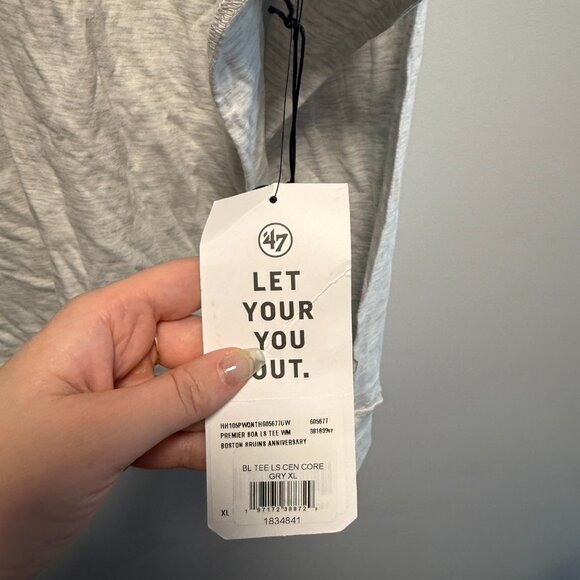 '47
LET
YOUR
YOU
OUT.
HH105PWQNTH605677UW 605677
PREMIER BOA LS TEE WM
BOSTON BRUINS ANNIVERSARY
BL TEE LS CEN CORE
GRY XL
XL
1834841